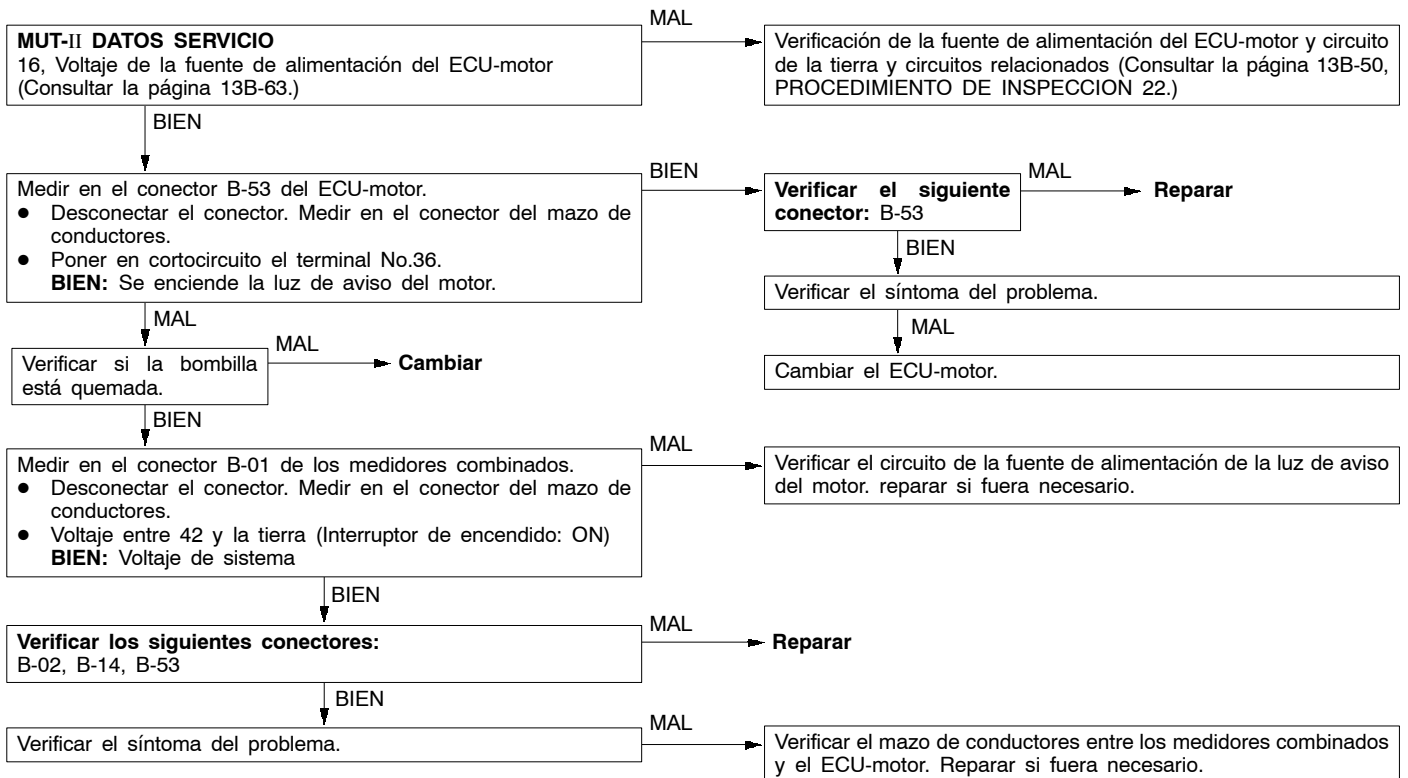 MAL
MUT-II DATOS SERVICIO
16, Voltaje de la fuente de alimentación del ECU-motor
(Consultar la página 13B-63.)
Verificación de la fuente de alimentación del ECU-motor y circuito
de la tierra y circuitos relacionados (Consultar la página 13B-50,
PROCEDIMIENTO DE INSPECCION 22.)
BIEN
Medir en el conector B-53 del ECU-motor.
● Desconectar el conector. Medir en el conector del mazo de
conductores.
● Poner en cortocircuito el terminal No.36.
BIEN: Se enciende la luz de aviso del motor.
BIEN
Verificar el siguiente
conector: B-53
MAL
Reparar
BIEN
Verificar el síntoma del problema.
MAL
Cambiar el ECU-motor.
MAL
Verificar si la bombilla
está quemada.
MAL
Cambiar
BIEN
Medir en el conector B-01 de los medidores combinados.
● Desconectar el conector. Medir en el conector del mazo de
conductores.
● Voltaje entre 42 y la tierra (Interruptor de encendido: ON)
BIEN: Voltaje de sistema
MAL
Verificar el circuito de la fuente de alimentación de la luz de aviso
del motor. reparar si fuera necesario.
BIEN
Verificar los siguientes conectores:
B-02, B-14, B-53
MAL
Reparar
BIEN
Verificar el síntoma del problema.
MAL
Verificar el mazo de conductores entre los medidores combinados
y el ECU-motor. Reparar si fuera necesario.